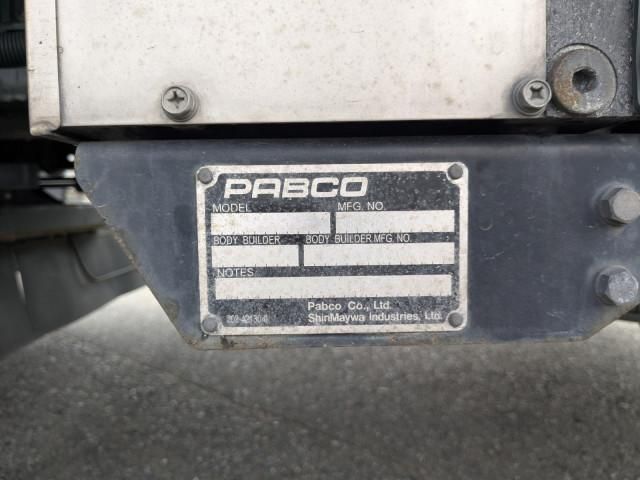 PABCO
MODEL MFG. NO.
BODY BUILDER BODY BUILDER.MFG. NO.
NOTES
Pabco Co., Ltd.
ShinMaywa Industries, Ltd.